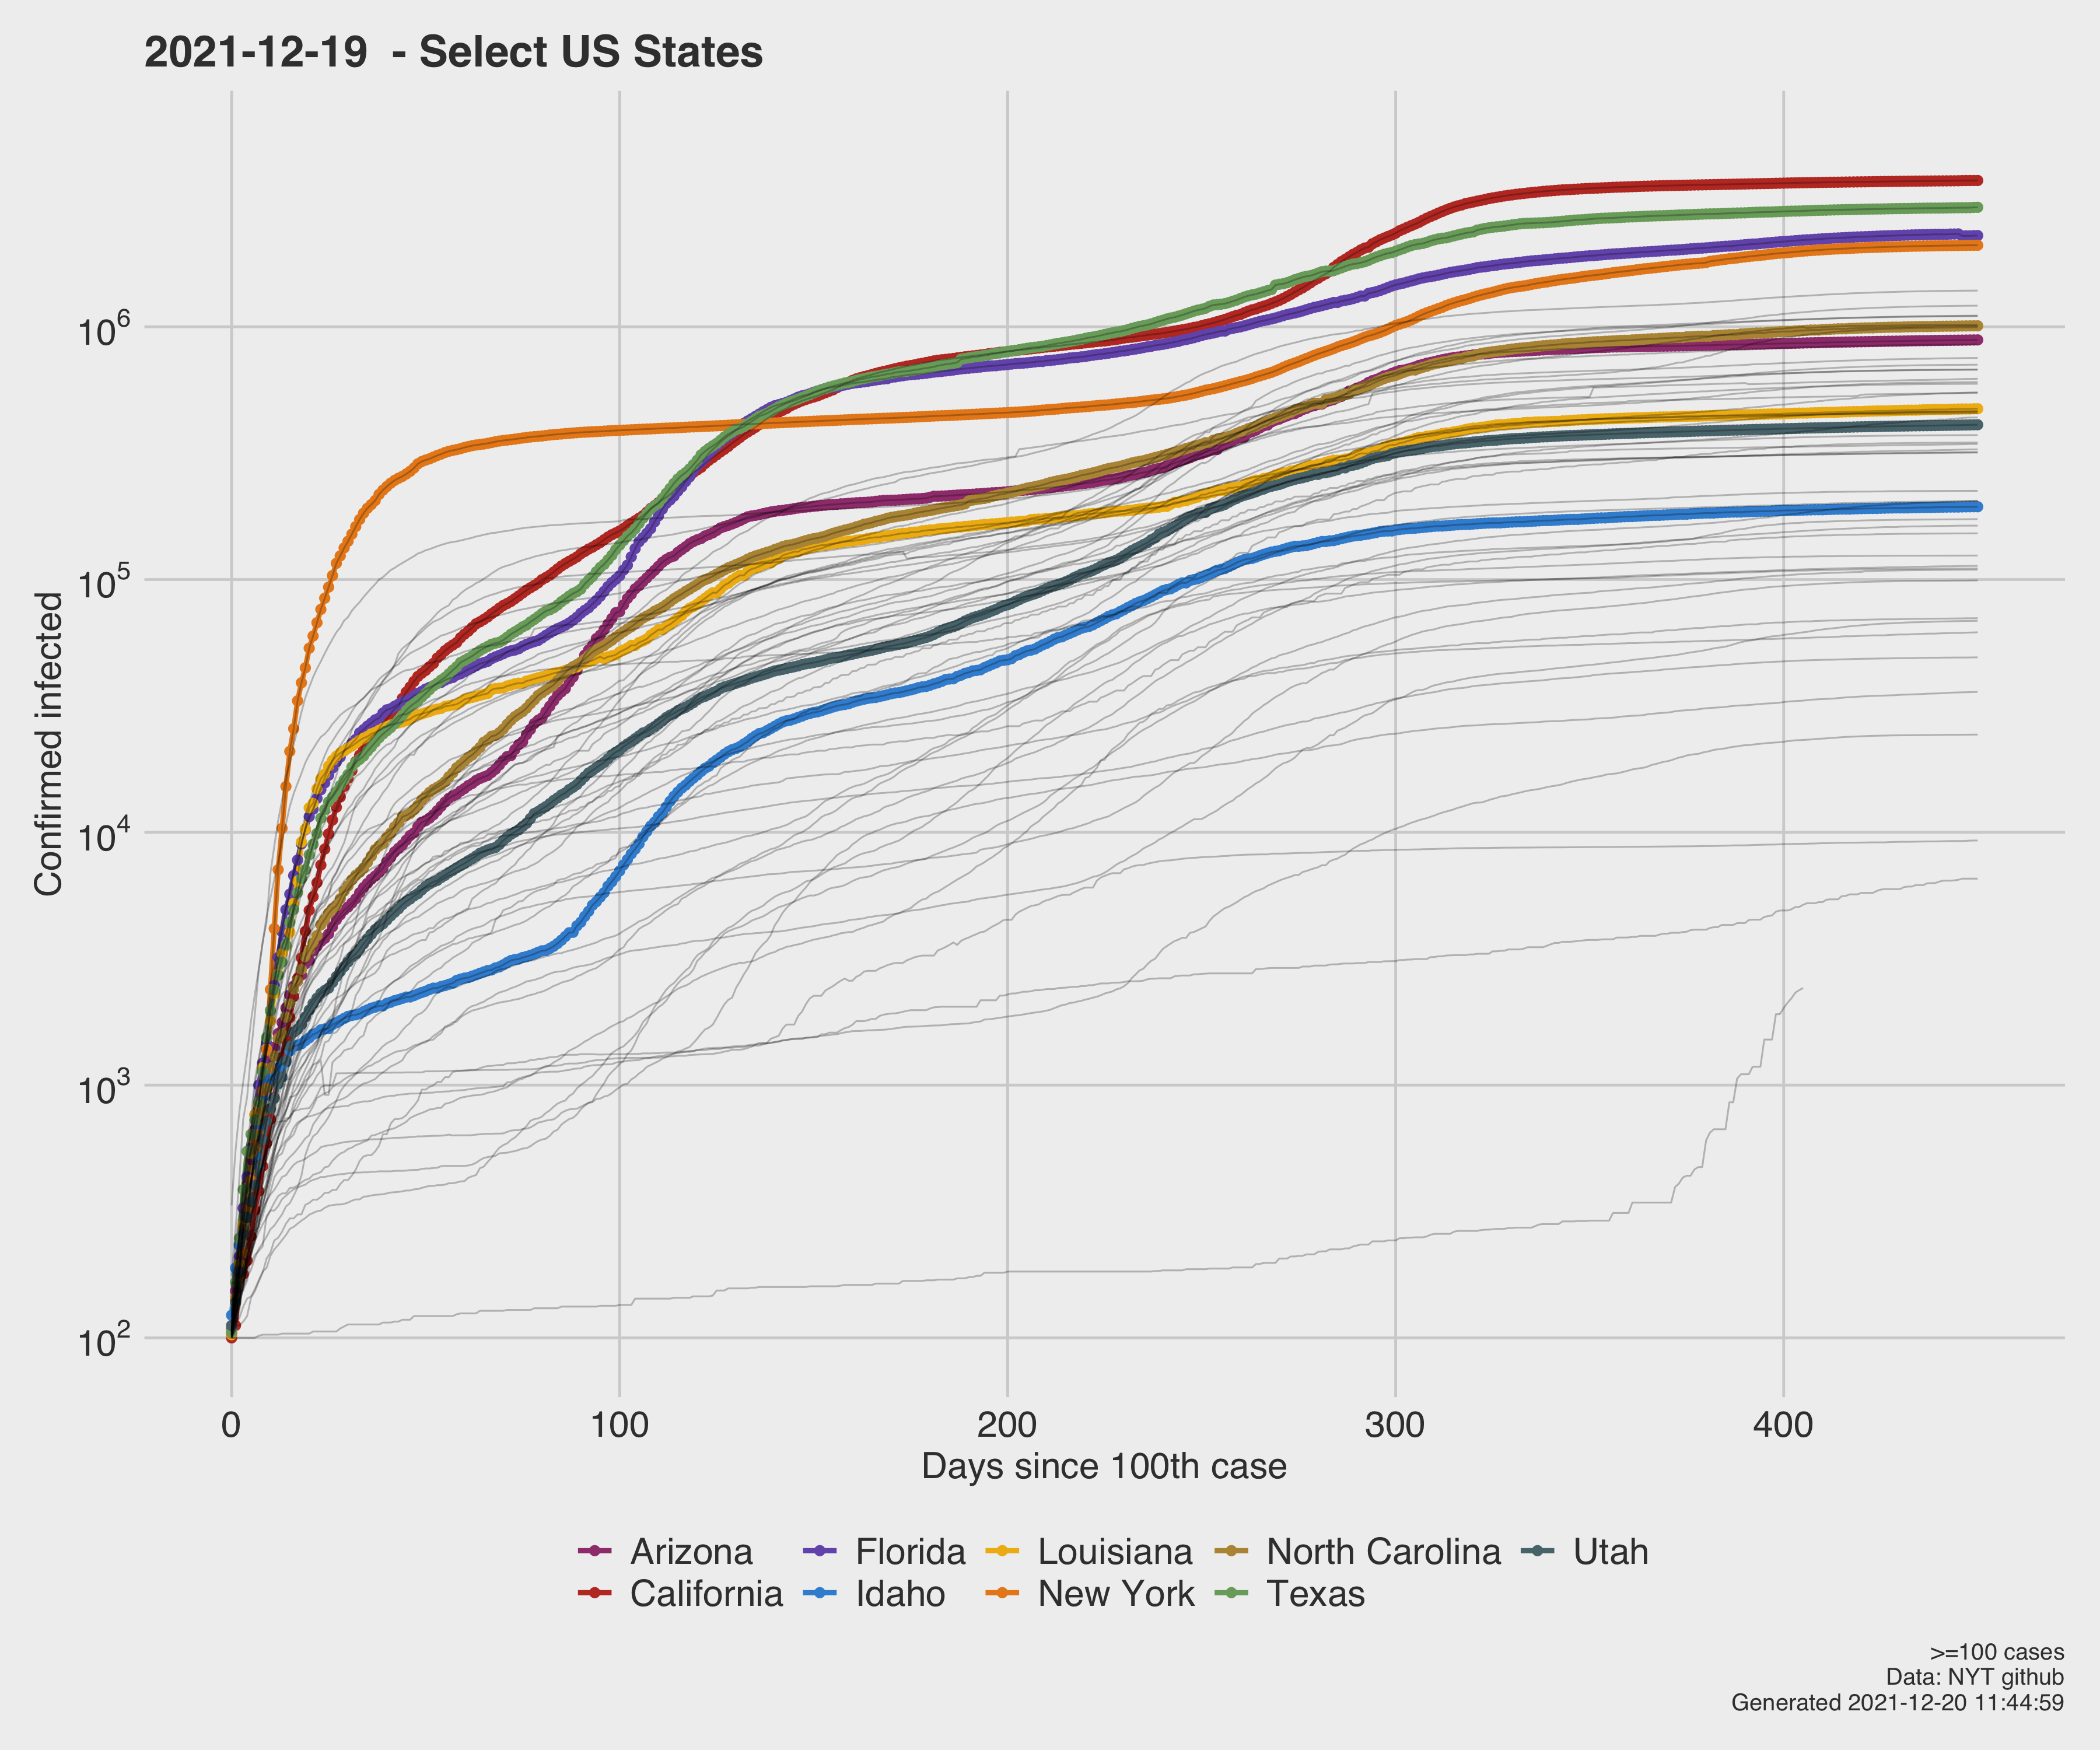 2021-12-19  - Select US States
Confirmed infected
10^6
10^5
10^4
10^3
10^2
0 100 200 300 400
Days since 100th case
Arizona Florida Louisiana North Carolina Utah
California Idaho New York Texas
>=100 cases
Data: NYT github
Generated 2021-12-20 11:44:59